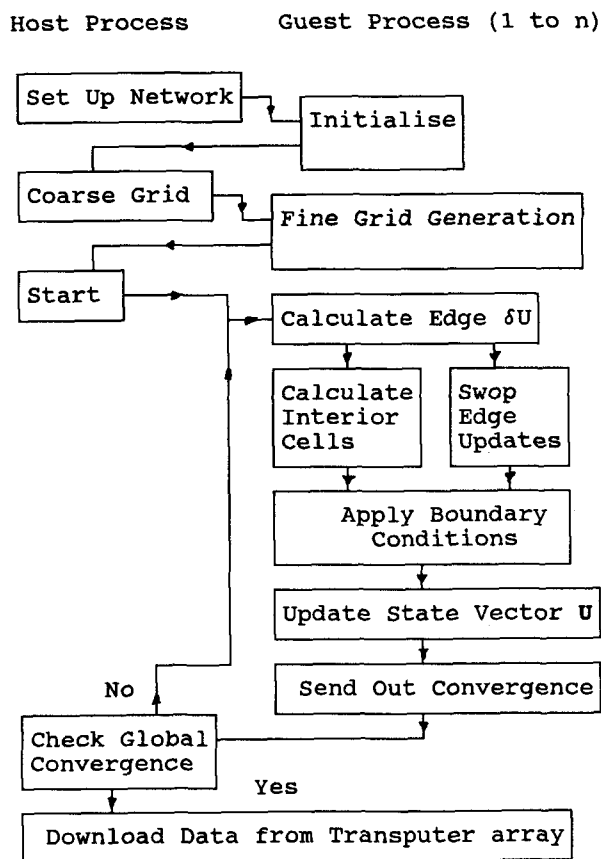 Host Process
Guest Process (1 to n)
Set Up Network
Initialise
Coarse Grid
Fine Grid Generation
Start
Calculate Edge δU
Calculate
Interior
Cells
Swop
Edge
Updates
Apply Boundary
Conditions
Update State Vector U
Send Out Convergence
No
Check Global
Convergence
Yes
Download Data from Transputer array